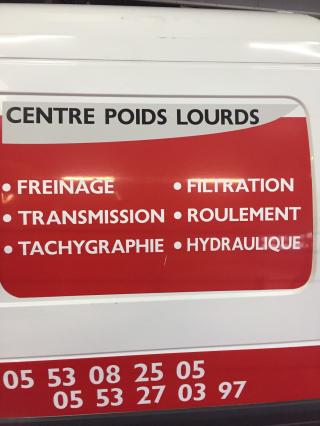 CENTRE POIDS LOURDS
• FREINAGE • FILTRATION
• TRANSMISSION • ROULEMENT
• TACHYGRAPHIE • HYDRAULIQUE
05 53 08 25 05
05 53 27 03 97